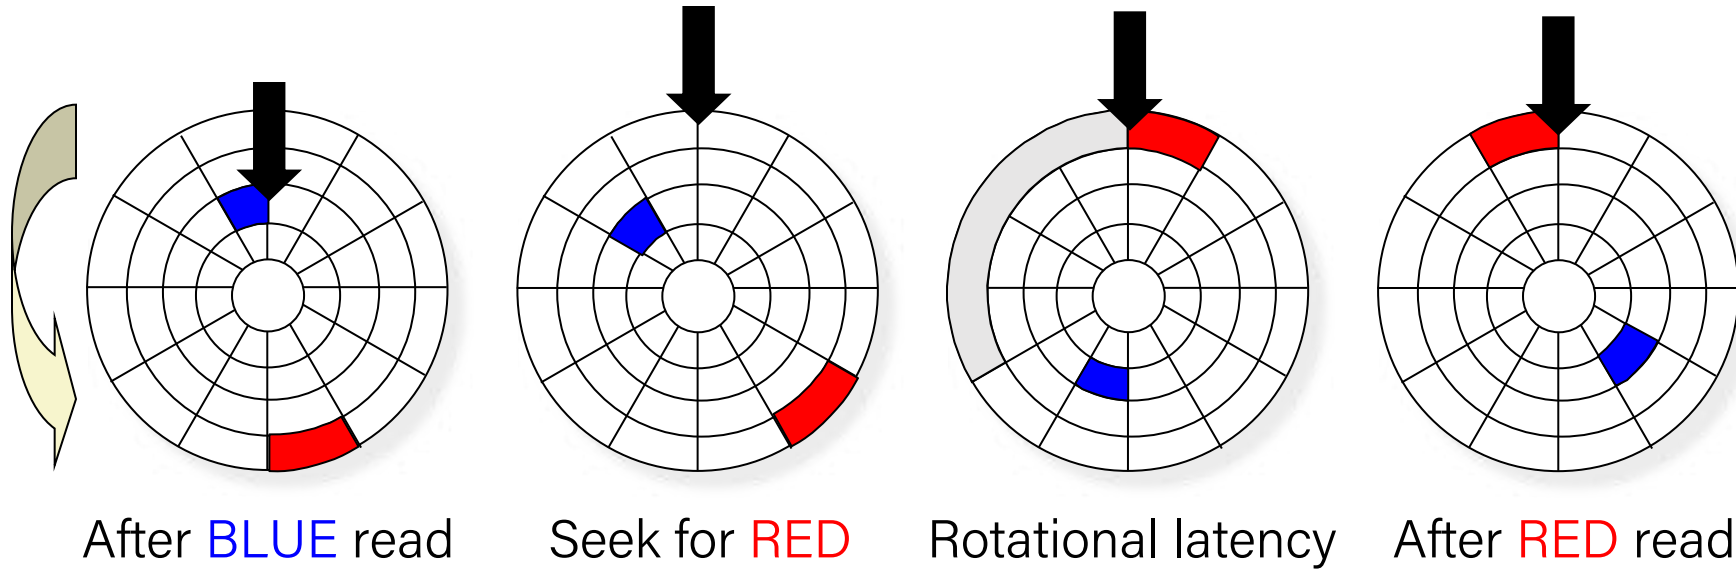 After BLUE read
Seek for RED
Rotational latency
After RED read